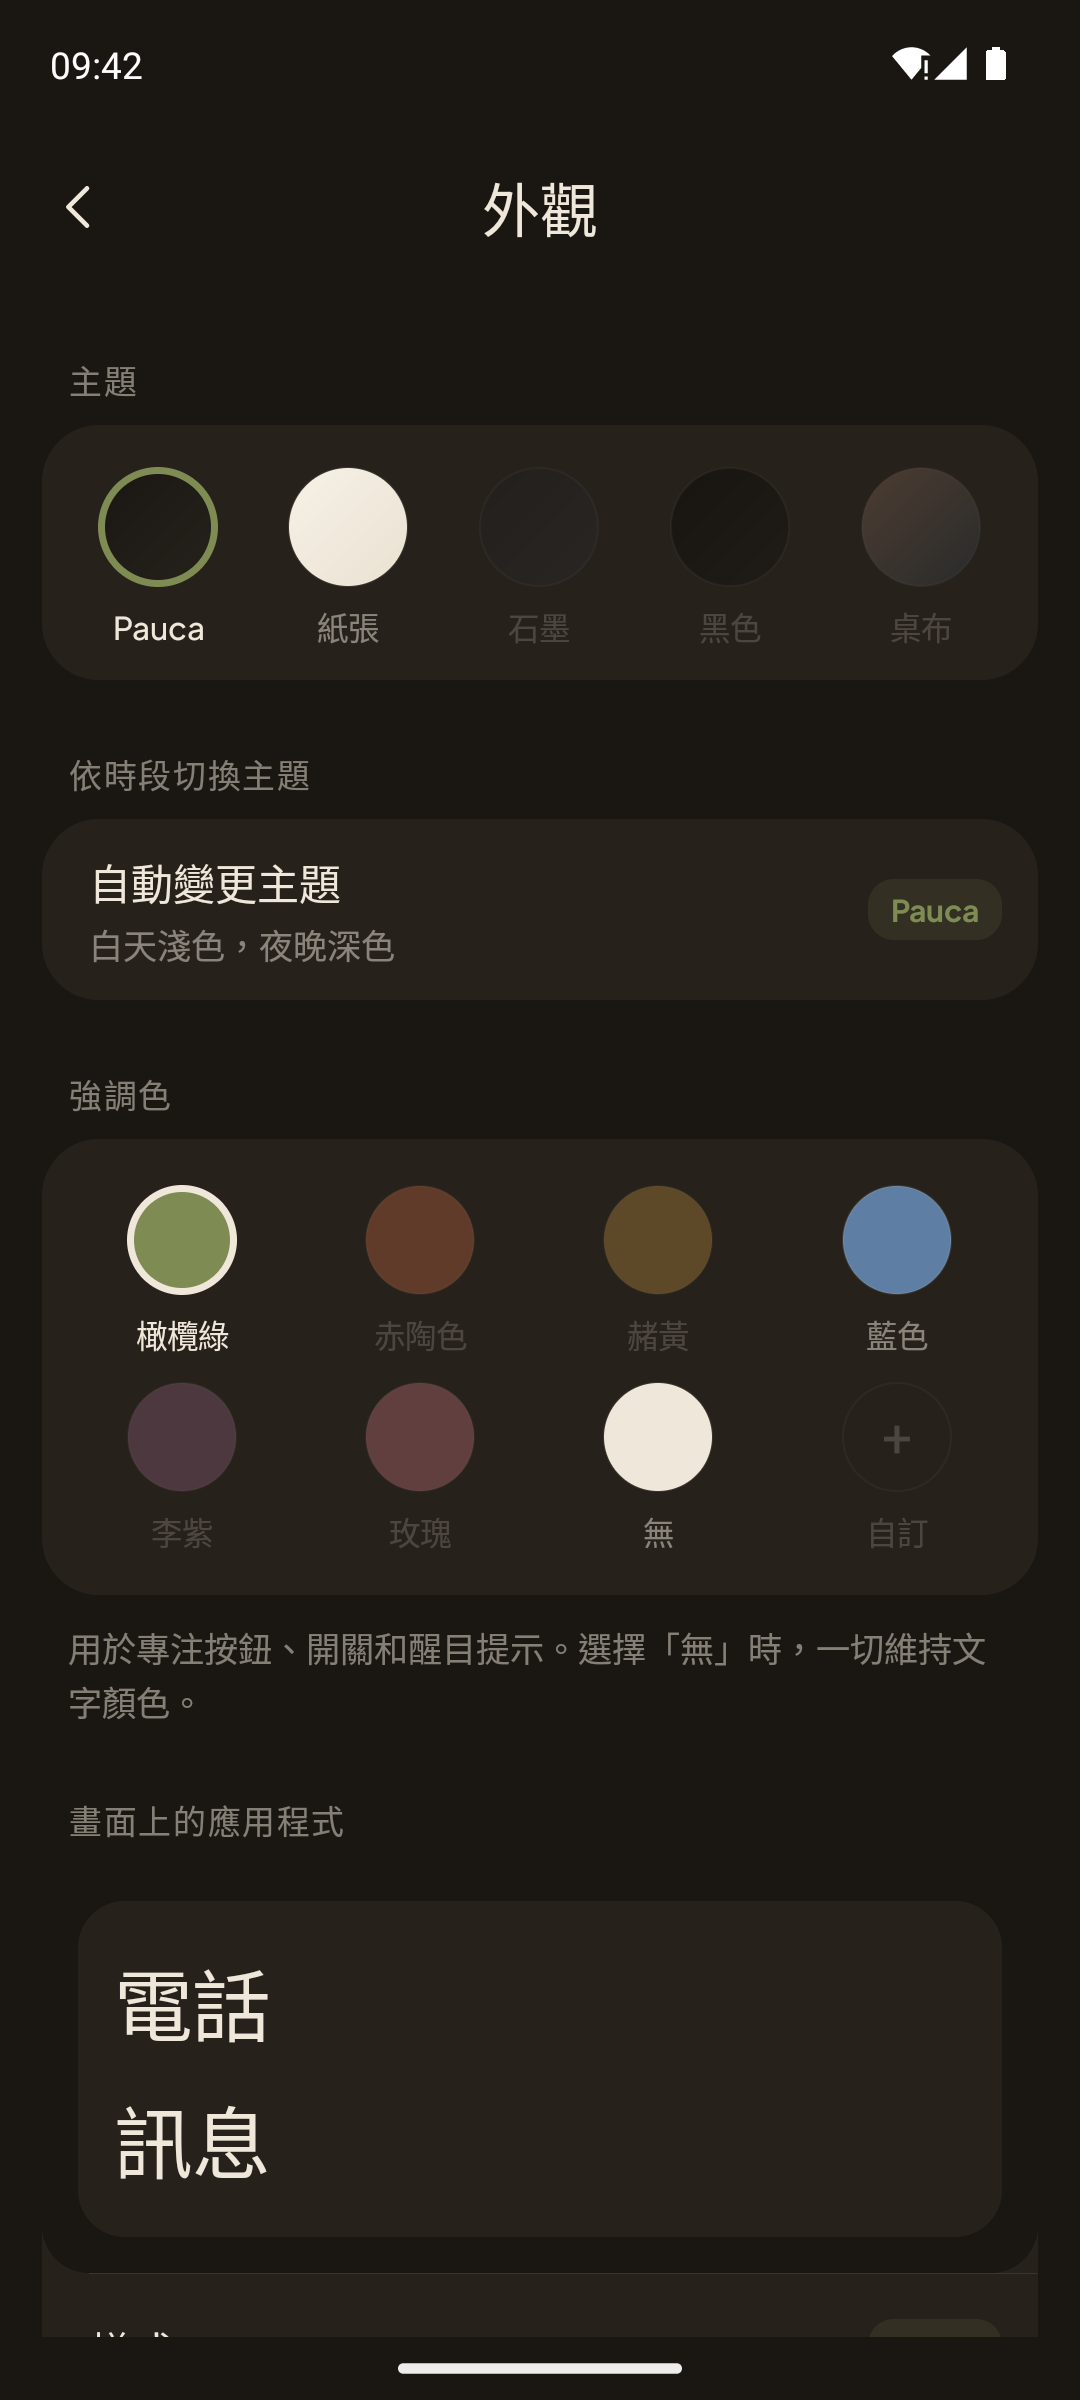 09:42
外觀
主題
Pauca
紙張
石墨
黑色
桌布
依時段切換主題
自動變更主題
白天淺色，夜晚深色
Pauca
強調色
橄欖綠
赤陶色
赭黃
藍色
李紫
玫瑰
無
+
自訂
用於專注按鈕、開關和醒目提示。選擇「無」時，一切維持文
字顏色。
畫面上的應用程式
電話
訊息